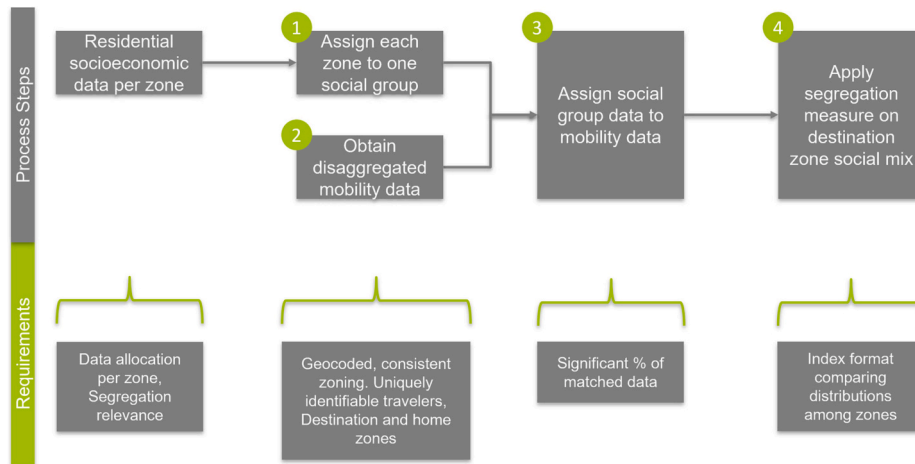 Process Steps
Residential
socioeconomic
data per zone
1
Assign each
zone to one
social group
2
Obtain
disaggregated
mobility data
3
Assign social
group data to
mobility data
4
Apply
segregation
measure on
destination
zone social mix
Requirements
Data allocation
per zone,
Segregation
relevance
Geocoded, consistent
zoning. Uniquely
identifiable travelers,
Destination and home
zones
Significant % of
matched data
Index format
comparing
distributions
among zones